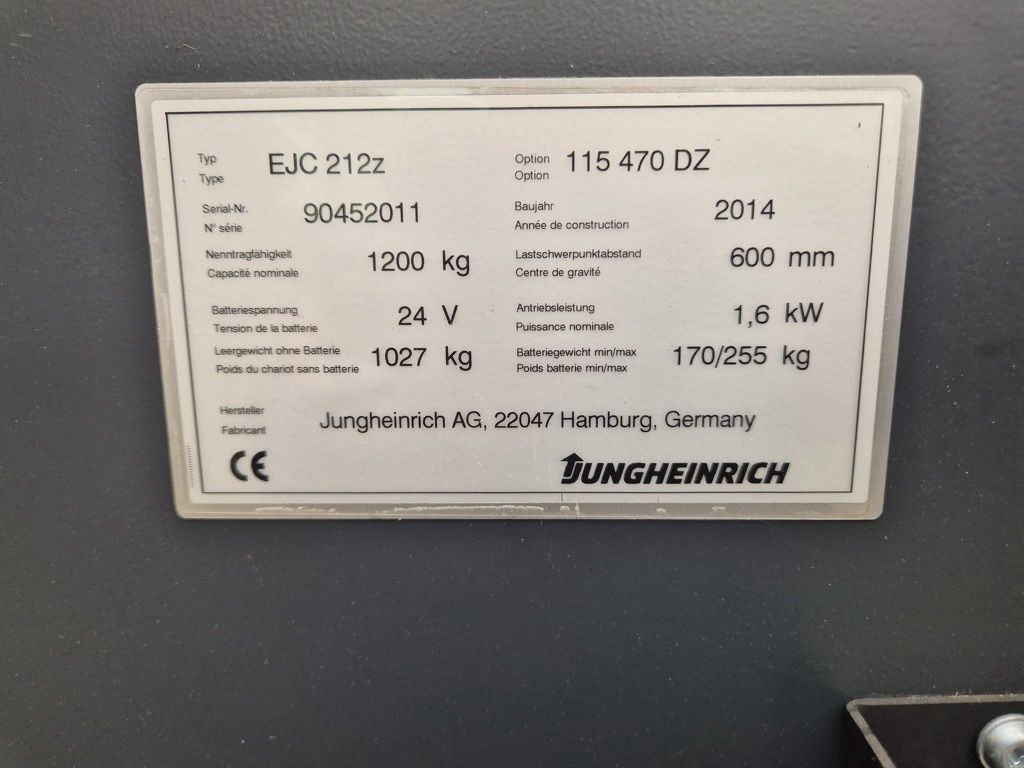 Typ EJC 212z Option 115 470 DZ
Type Option
Serial-Nr. 90452011 Baujahr 2014
N° série Année de construction
Nenntragfähigkeit 1200 kg Lastschwerpunktabstand 600 mm
Capacité nominale Centre de gravité
Batteriespannung 24 V Antriebsleistung 1,6 kW
Tension de la batterie Puissance nominale
Leergewicht ohne Batterie 1027 kg Batteriegewicht min/max 170/255 kg
Poids du chariot sans batterie Poids batterie min/max
Hersteller Jungheinrich AG, 22047 Hamburg, Germany
Fabricant
CE JUNGHEINRICH